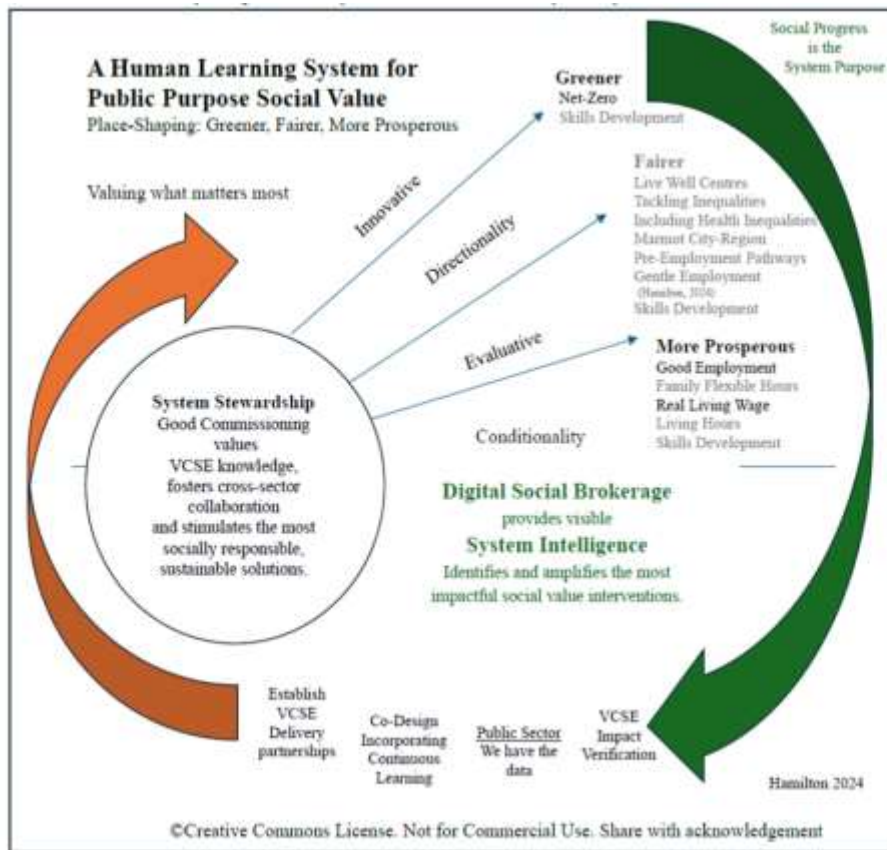 A Human Learning System for
Public Purpose Social Value
Place-Shaping: Greener, Fairer, More Prosperous
Social Progress
is the
System Purpose
Greener
Net-Zero
Skills Development
Valuing what matters most
Innovative
Directionality
Evaluative
Fairer
Live Well Centres
Tackling Inequalities
Including Health Inequalities
Marmot City-Region
Pre-Employment Pathways
Gentle Employment
(Hamilton, 2024)
Skills Development
More Prosperous
Good Employment
Family Flexible Hours
Real Living Wage
Living Hours
Skills Development
System Stewardship
Good Commissioning
values
VCSE knowledge,
fosters cross-sector
collaboration
and stimulates the most
socially responsible,
sustainable solutions.
Conditionality
Digital Social Brokerage
provides visible
System Intelligence
Identifies and amplifies the most
impactful social value interventions.
Establish
VCSE
Delivery
partnerships
Co-Design
Incorporating
Continuous
Learning
Public Sector
We have the
data
VCSE
Impact
Verification
Hamilton 2024
©Creative Commons License. Not for Commercial Use. Share with acknowledgement